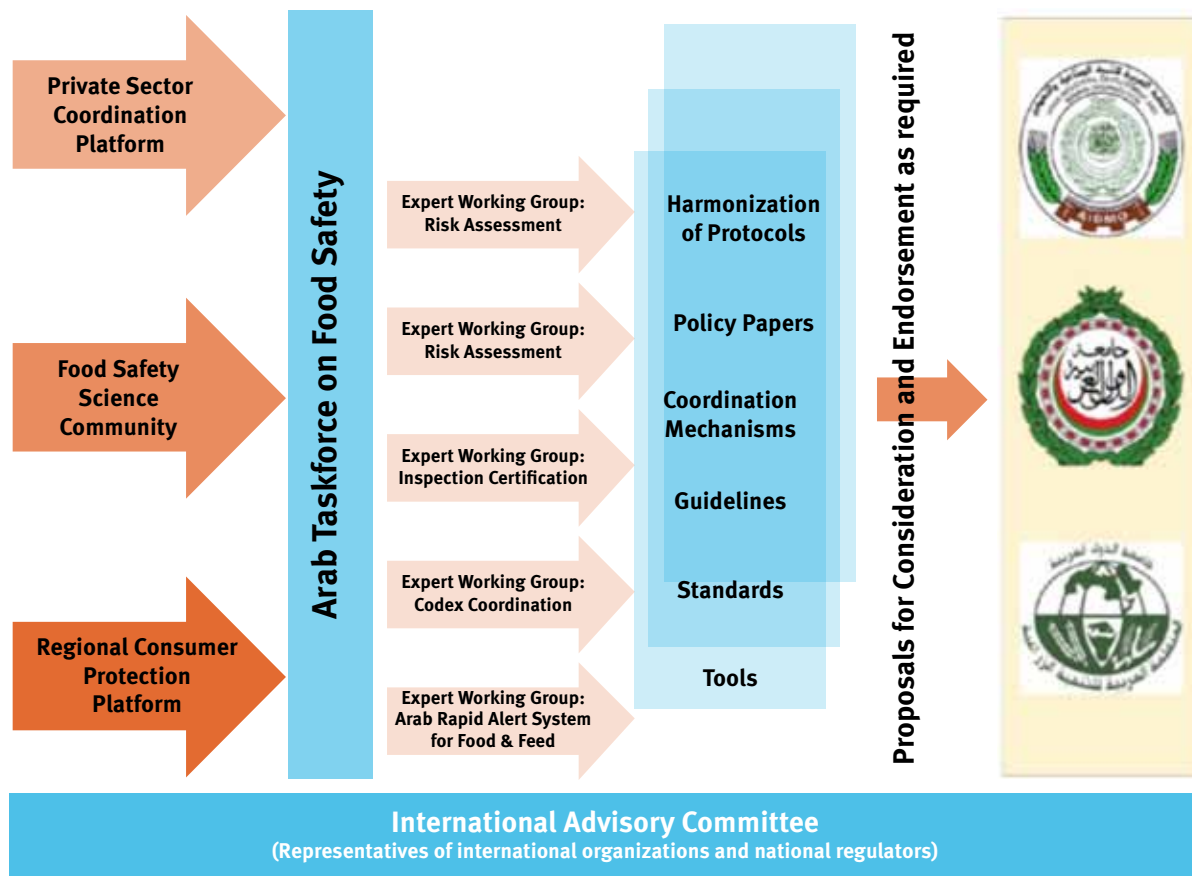 Private Sector
Coordination
Platform
Food Safety
Science
Community
Regional Consumer
Protection
Platform
Arab Taskforce on Food Safety
Expert Working Group:
Risk Assessment
Expert Working Group:
Risk Assessment
Expert Working Group:
Inspection Certification
Expert Working Group:
Codex Coordination
Expert Working Group:
Arab Rapid Alert System
for Food & Feed
Harmonization
of Protocols
Policy Papers
Coordination
Mechanisms
Guidelines
Standards
Tools
Proposals for Consideration and Endorsement as required
AIDMO
جامعة
الدول العربية
International Advisory Committee
(Representatives of international organizations and national regulators)